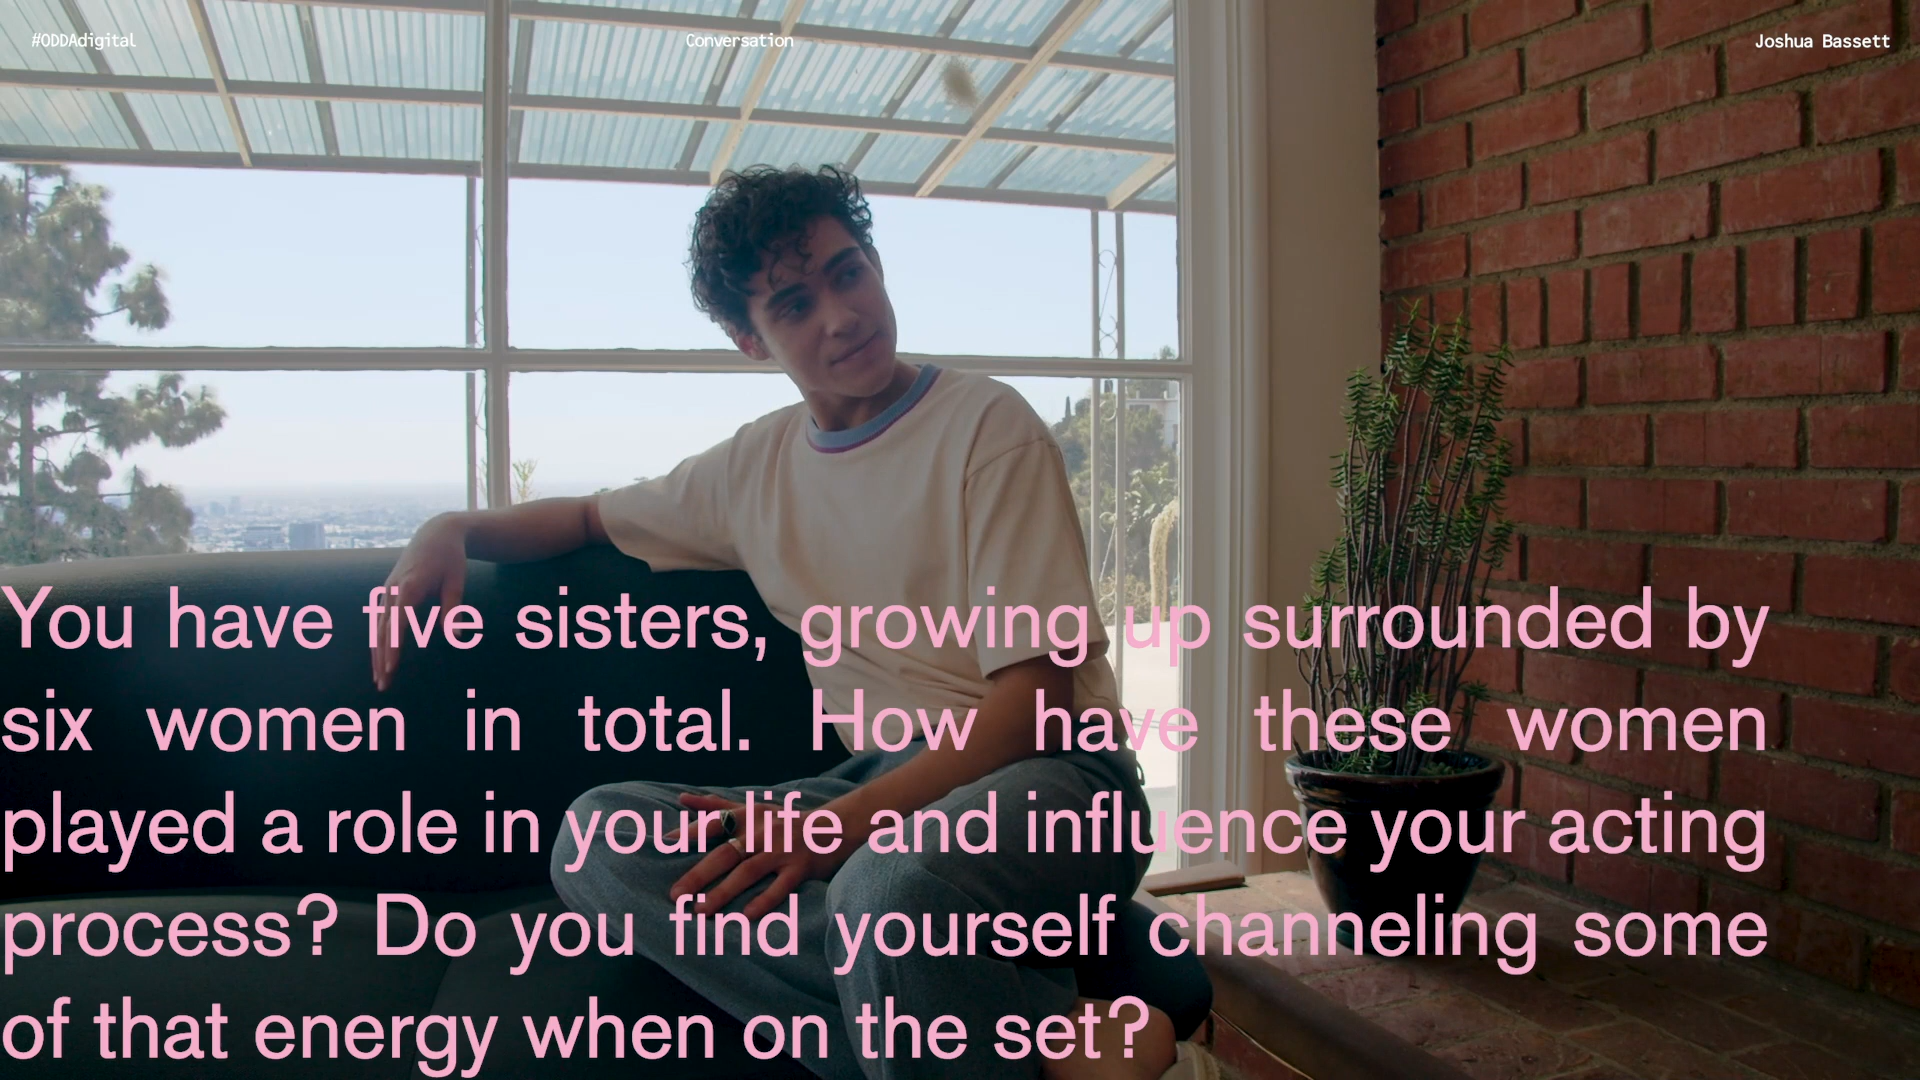 #ODDAdigital
Conversation
Joshua Bassett
You have five sisters, growing up surrounded by
six women in total. How have these women
played a role in your life and influence your acting
process? Do you find yourself channeling some
of that energy when on the set?